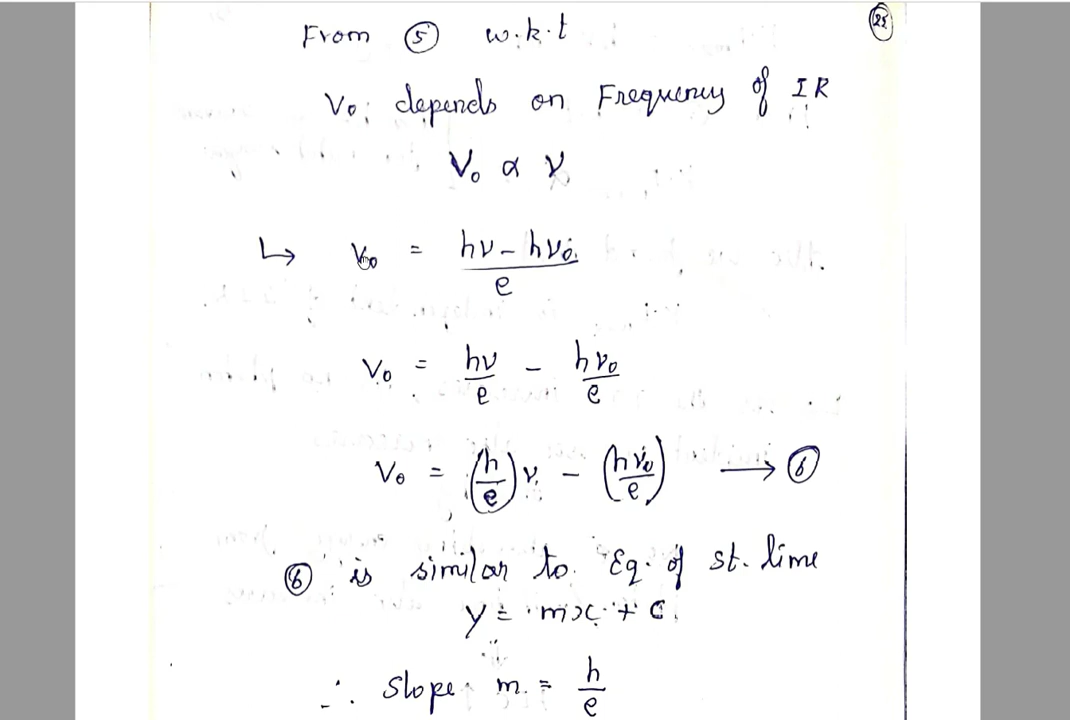 From ⑤ w.k.t
25
V₀ depends on Frequency of IR
V₀ α ν
↳ V₀ = (hν - hν₀)/e
V₀ = hν/e - hν₀/e
V₀ = (h/e)ν - (hν₀/e) → ⑥
⑥ is similar to Eq. of st. line
y = mx + c
∴ Slope m = h/e